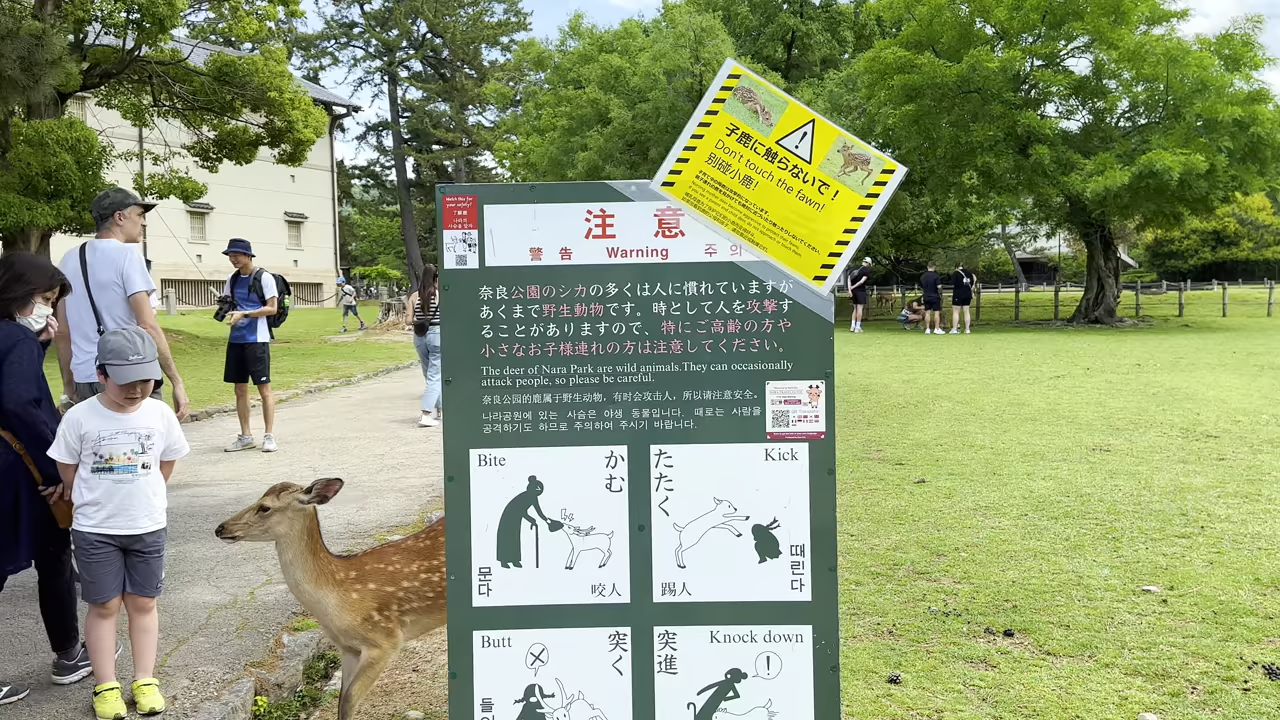 子鹿に触らないで！
Don't touch the fawn!
别碰小鹿!
Watch this for
your safety!
了解鹿
注意
警告 Warning 주의
奈良公園のシカの多くは人に慣れていますが
あくまで野生動物です。時として人を攻撃す
ることがありますので、特にご高齢の方や
小さなお子様連れの方は注意してください。
The deer of Nara Park are wild animals.They can occasionally
attack people, so please be careful.
奈良公园的鹿属于野生动物，有时会攻击人，所以请注意安全。
나라공원에 있는 사슴은 야생 동물입니다. 때로는 사람을
공격하기도 하므로 주의하여 주시기 바랍니다.
Bite かむ
문다 咬人
たたく Kick
踢人 때린다
Butt 突く
突進 Knock down